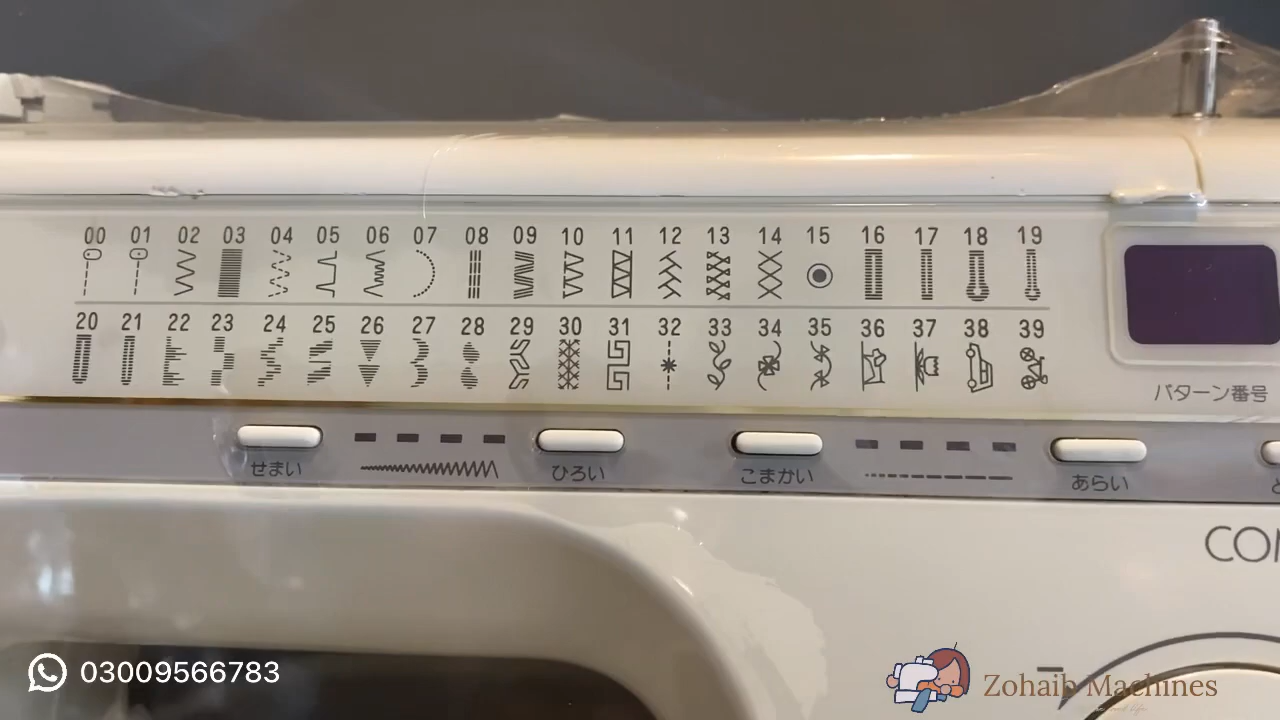 00 01 02 03 04 05 06 07 08 09 10 11 12 13 14 15 16 17 18 19
20 21 22 23 24 25 26 27 28 29 30 31 32 33 34 35 36 37 38 39
パターン番号
せまい ひろい こまかい あらい
COM
03009566783
Zohaib Machines